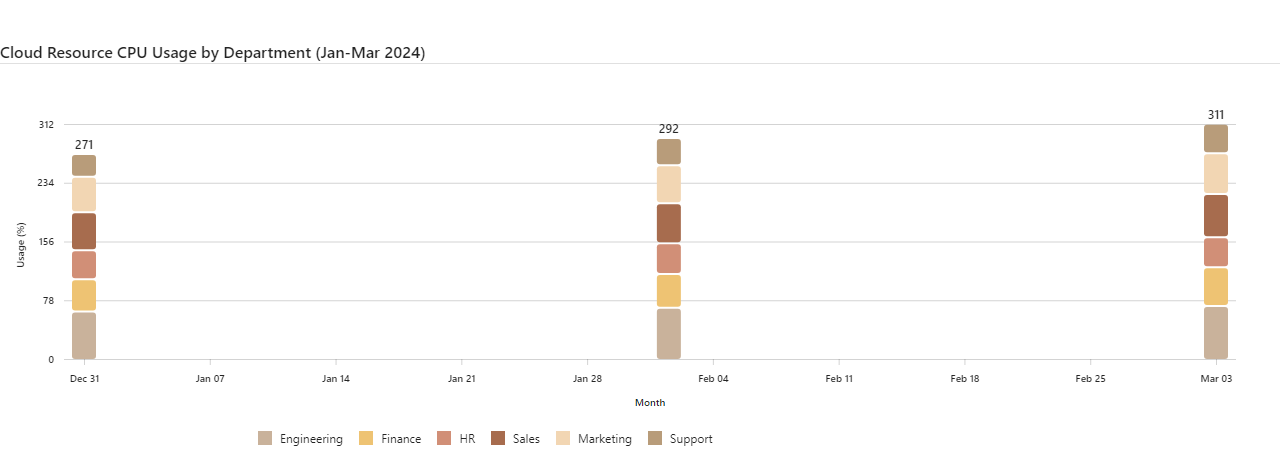 Cloud Resource CPU Usage by Department (Jan-Mar 2024)
311
292
271
312
234
156
78
0
Usage (%)
Dec 31 Jan 07 Jan 14 Jan 21 Jan 28 Feb 04 Feb 11 Feb 18 Feb 25 Mar 03
Month
Engineering Finance HR Sales Marketing Support